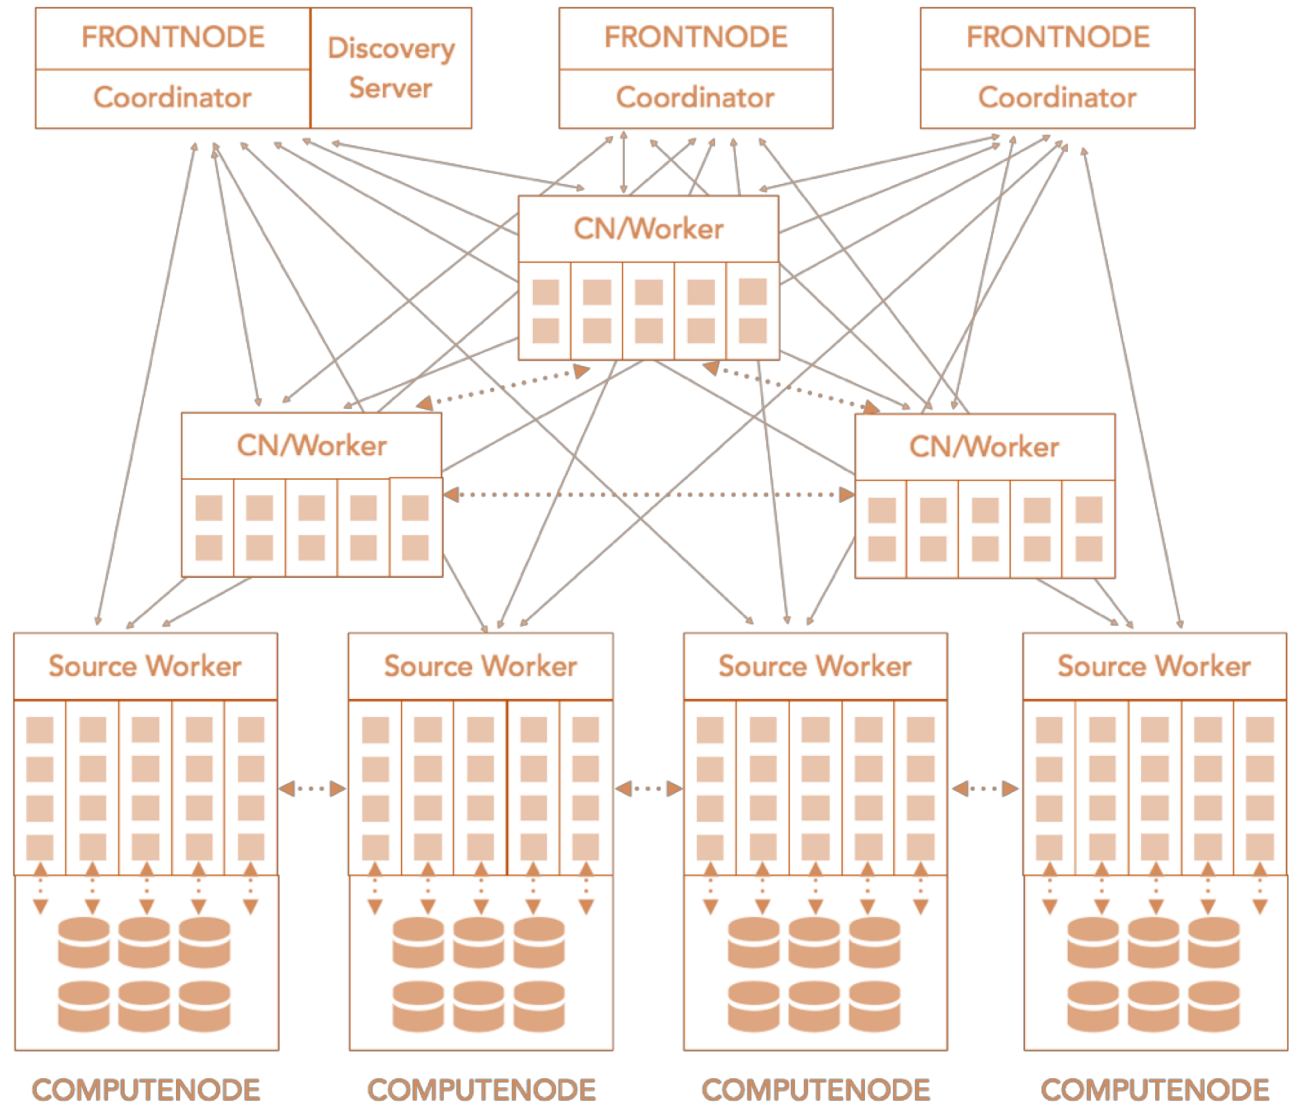 FRONTNODE
Coordinator
Discovery
Server
FRONTNODE
Coordinator
FRONTNODE
Coordinator
CN/Worker
CN/Worker
CN/Worker
Source Worker
Source Worker
Source Worker
Source Worker
COMPUTENODE
COMPUTENODE
COMPUTENODE
COMPUTENODE